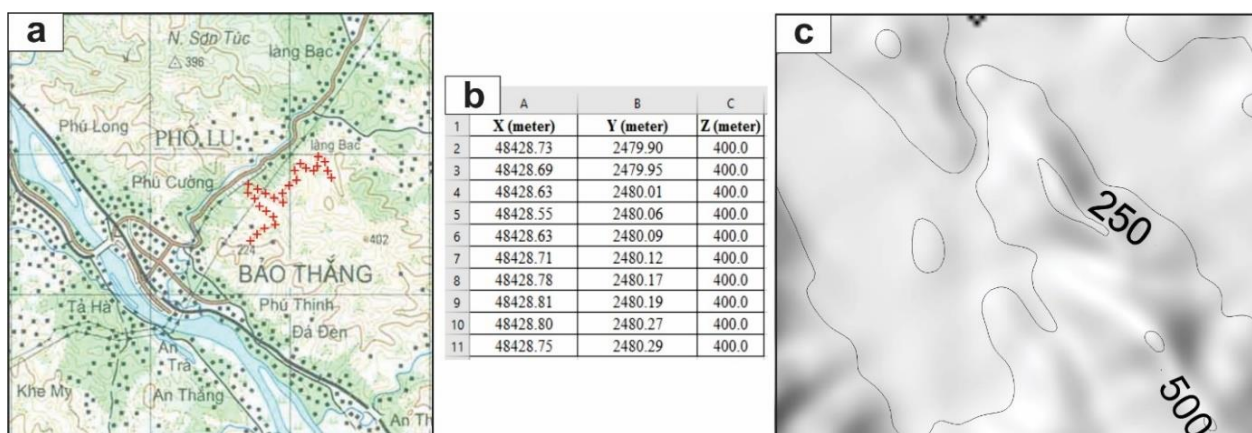 a
N. Sơn Túc
△ 396
làng Bạc
Phú Long
PHỐ LU
làng Bạc
Phú Cường
224
402
BẢO THẮNG
Tả Hà
Phú Thịnh
Đá Đen
An Trà
Khe My
An Thắng
An Th
b
A B C
1 X (meter) Y (meter) Z (meter)
2 48428.73 2479.90 400.0
3 48428.69 2479.95 400.0
4 48428.63 2480.01 400.0
5 48428.55 2480.06 400.0
6 48428.63 2480.09 400.0
7 48428.71 2480.12 400.0
8 48428.78 2480.17 400.0
9 48428.81 2480.19 400.0
10 48428.80 2480.27 400.0
11 48428.75 2480.29 400.0
c
250
500